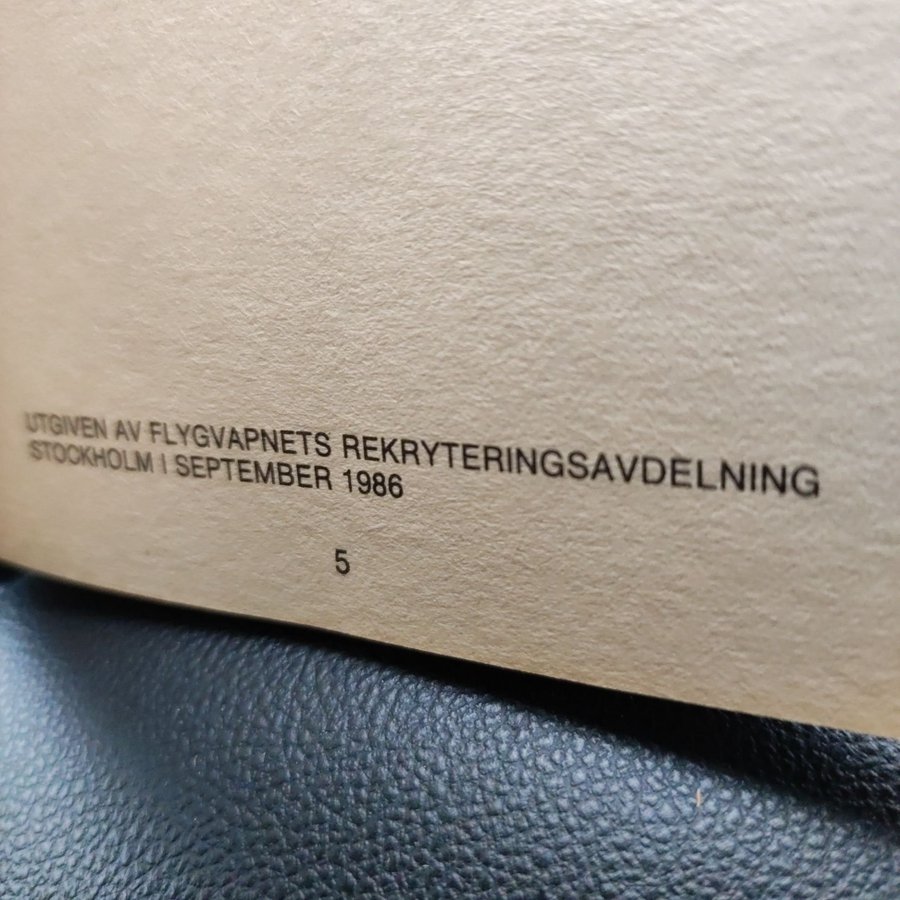 UTGIVEN AV FLYGVAPNETS REKRYTERINGSAVDELNING
STOCKHOLM I SEPTEMBER 1986
5